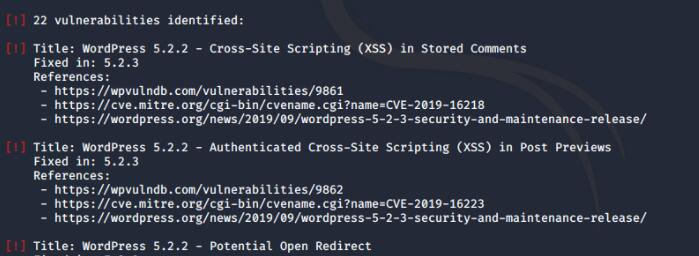 [!] 22 vulnerabilities identified:
[!] Title: WordPress 5.2.2 - Cross-Site Scripting (XSS) in Stored Comments
Fixed in: 5.2.3
References:
- https://wpvulndb.com/vulnerabilities/9861
- https://cve.mitre.org/cgi-bin/cvename.cgi?name=CVE-2019-16218
- https://wordpress.org/news/2019/09/wordpress-5-2-3-security-and-maintenance-release/
[!] Title: WordPress 5.2.2 - Authenticated Cross-Site Scripting (XSS) in Post Previews
Fixed in: 5.2.3
References:
- https://wpvulndb.com/vulnerabilities/9862
- https://cve.mitre.org/cgi-bin/cvename.cgi?name=CVE-2019-16223
- https://wordpress.org/news/2019/09/wordpress-5-2-3-security-and-maintenance-release/
[!] Title: WordPress 5.2.2 - Potential Open Redirect